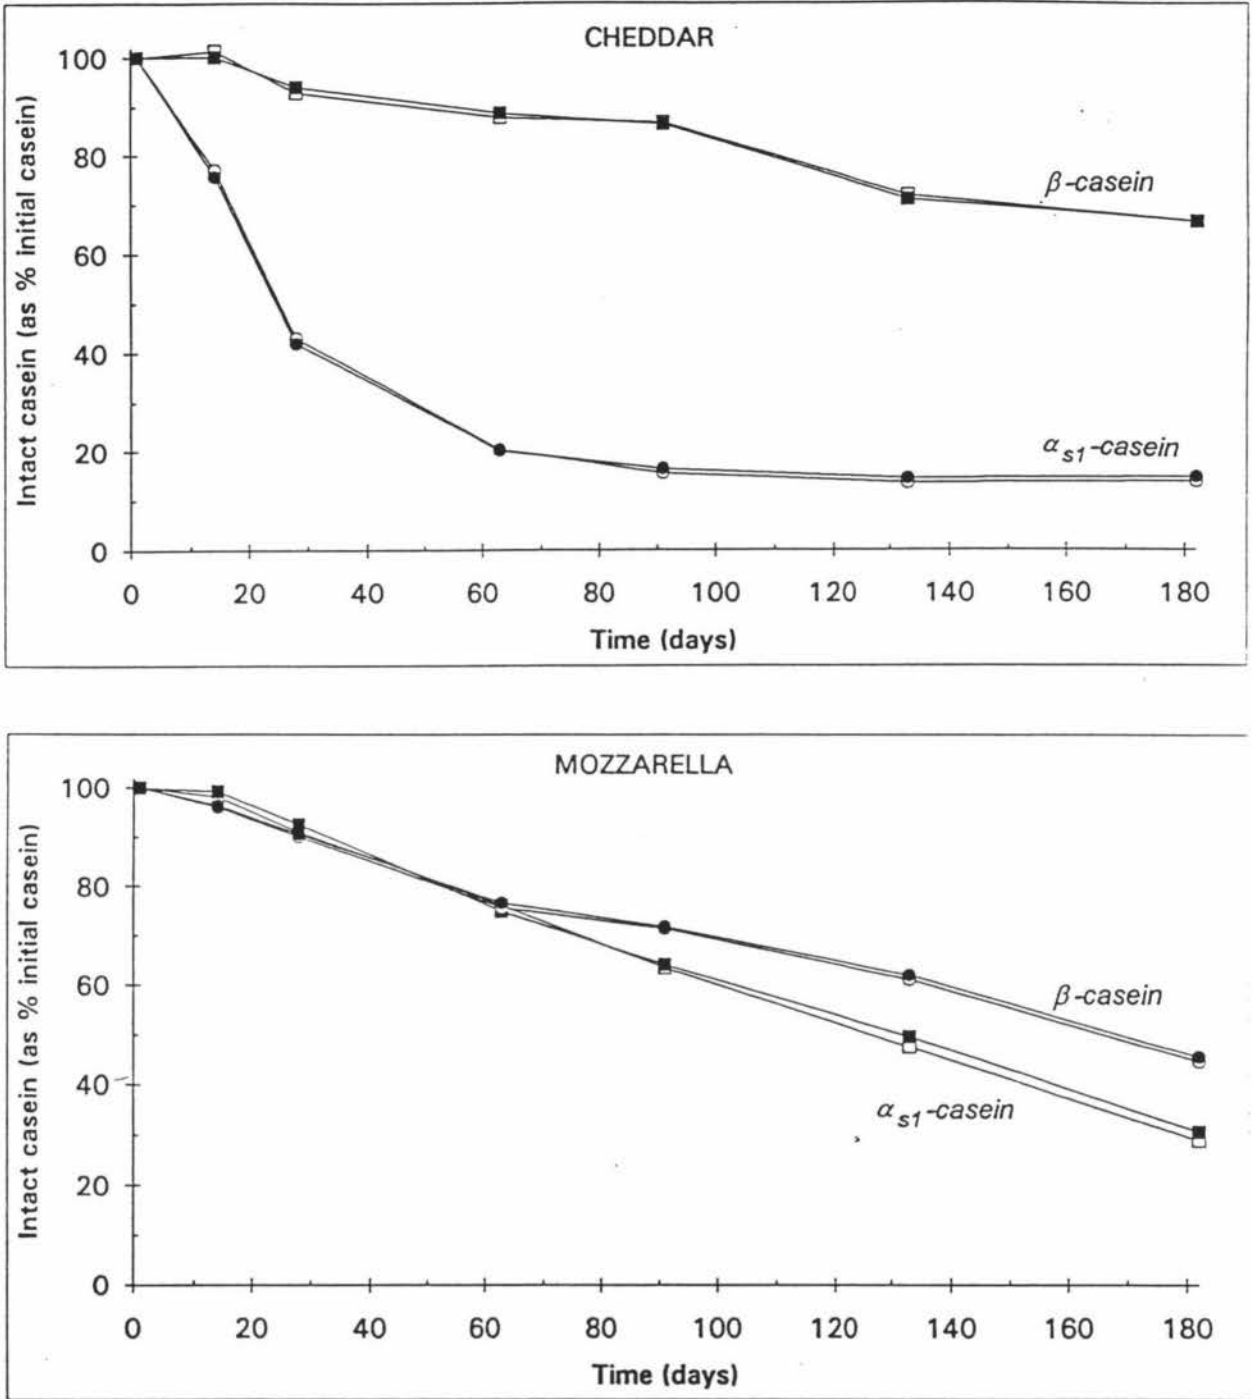 CHEDDAR
Intact casein (as % initial casein)
100
80
60
40
20
0
β-casein
αs1-casein
0 20 40 60 80 100 120 140 160 180
Time (days)
MOZZARELLA
Intact casein (as % initial casein)
100
80
60
40
20
0
β-casein
αs1-casein
0 20 40 60 80 100 120 140 160 180
Time (days)